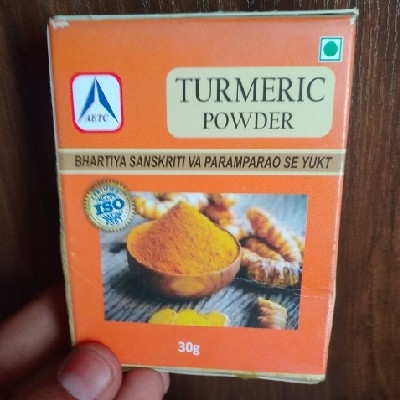 AETC
TURMERIC
POWDER
BHARTIYA SANSKRITI VA PARAMPARAO SE YUKT
ISO
30g